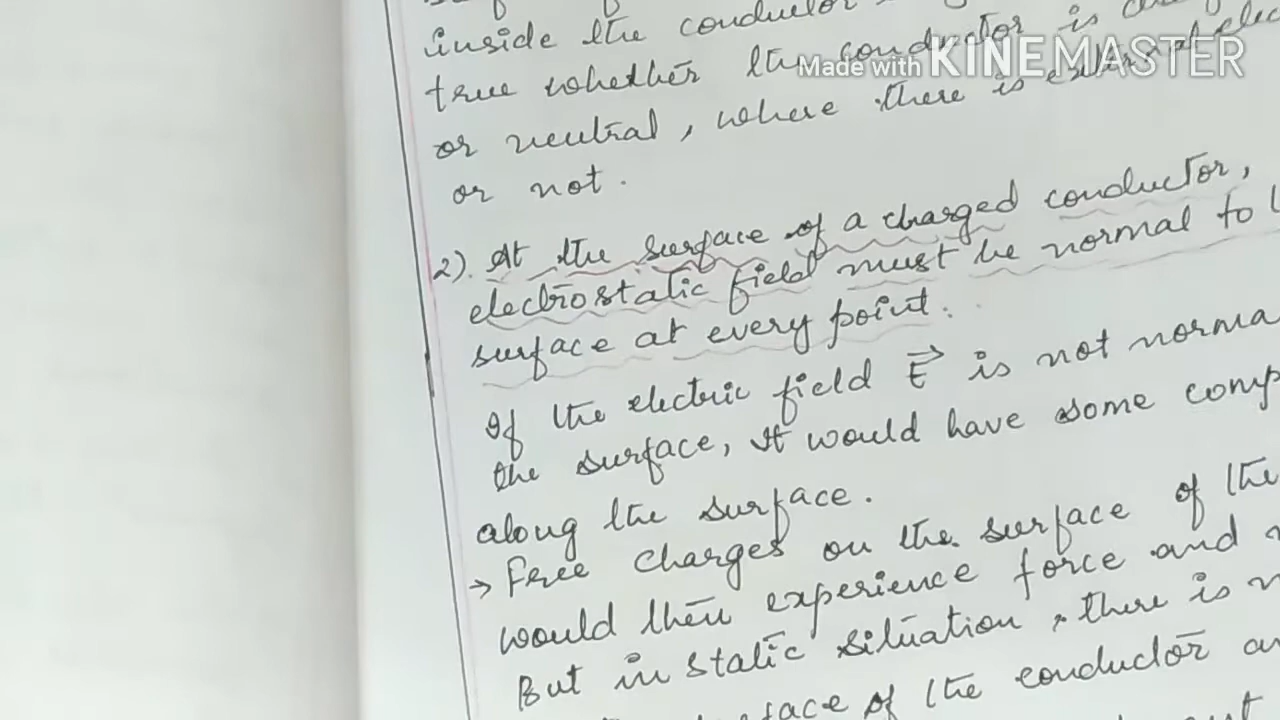 inside the conductor
true whether the conductor is
or neutral, where there is external
or not.
2). At the surface of a charged conductor,
electrostatic field must be normal to
surface at every point.
If the electric field E is not norma
the surface, it would have some comp
along the surface.
→ Free charges on the surface of the
would then experience force and
But in static situation, there is
of the conductor
Made with KINEMASTER